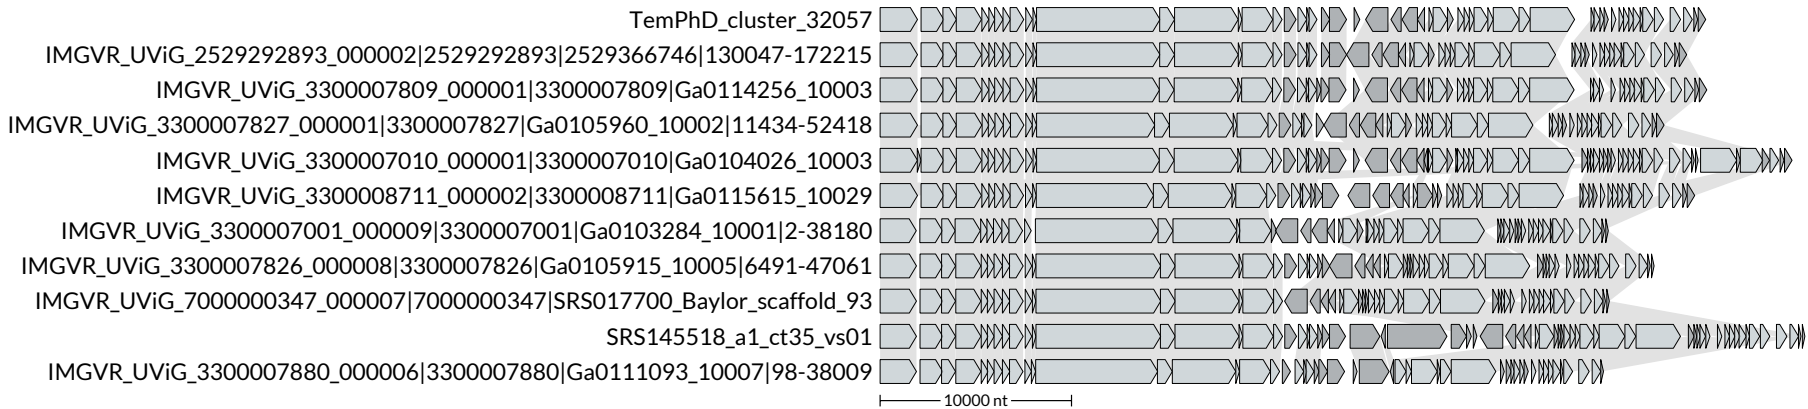 TemPhD_cluster_32057
IMGVR_UViG_2529292893_000002|2529292893|2529366746|130047-172215
IMGVR_UViG_3300007809_000001|3300007809|Ga0114256_10003
IMGVR_UViG_3300007827_000001|3300007827|Ga0105960_10002|11434-52418
IMGVR_UViG_3300007010_000001|3300007010|Ga0104026_10003
IMGVR_UViG_3300008711_000002|3300008711|Ga0115615_10029
IMGVR_UViG_3300007001_000009|3300007001|Ga0103284_10001|2-38180
IMGVR_UViG_3300007826_000008|3300007826|Ga0105915_10005|6491-47061
IMGVR_UViG_7000000347_000007|7000000347|SRS017700_Baylor_scaffold_93
SRS145518_a1_ct35_vs01
IMGVR_UViG_3300007880_000006|3300007880|Ga0111093_10007|98-38009
10000 nt